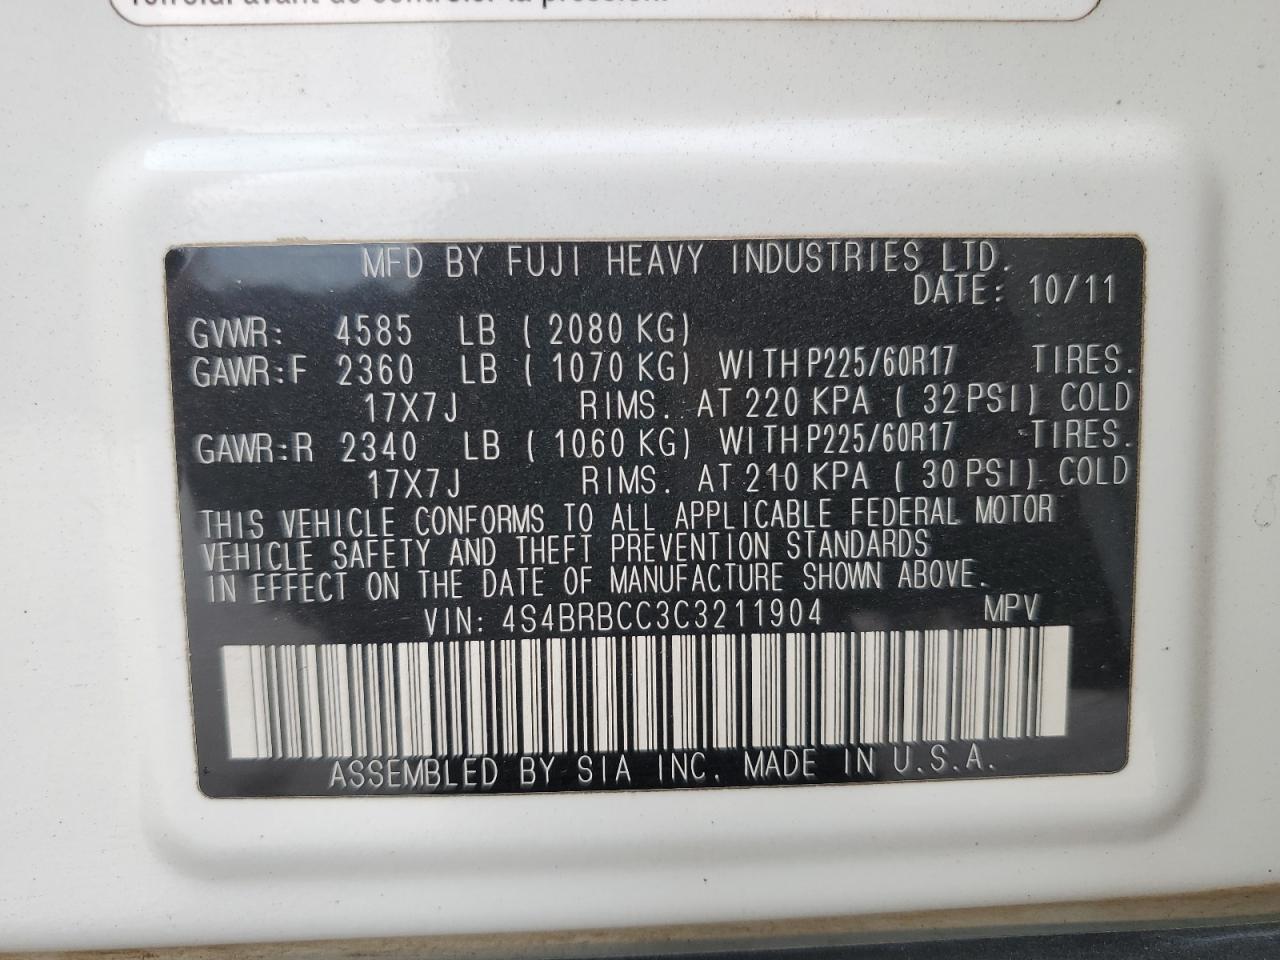 MFD BY FUJI HEAVY INDUSTRIES LTD.
DATE: 10/11
GVWR: 4585 LB ( 2080 KG)
GAWR:F 2360 LB ( 1070 KG) WITH P225/60R17 TIRES.
17X7J RIMS. AT 220 KPA ( 32 PSI) COLD
GAWR:R 2340 LB ( 1060 KG) WITH P225/60R17 TIRES.
17X7J RIMS. AT 210 KPA ( 30 PSI) COLD
THIS VEHICLE CONFORMS TO ALL APPLICABLE FEDERAL MOTOR
VEHICLE SAFETY AND THEFT PREVENTION STANDARDS
IN EFFECT ON THE DATE OF MANUFACTURE SHOWN ABOVE.
VIN: 4S4BRBCC3C3211904 MPV
ASSEMBLED BY SIA INC. MADE IN U.S.A.